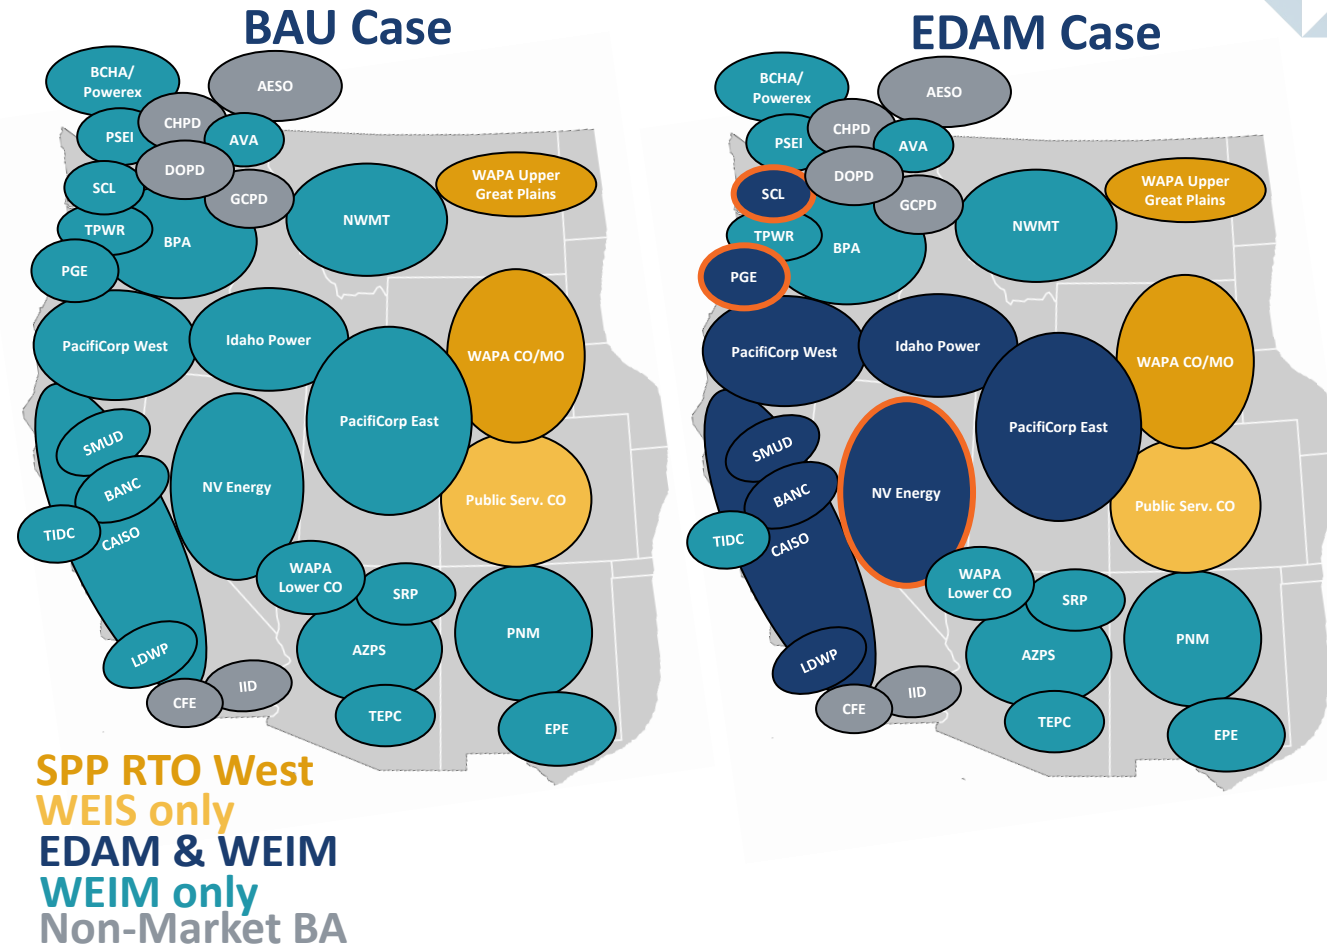 BAU Case
BCHA/
Powerex
AESO
CHPD
PSEI
AVA
DOPD
SCL
GCPD
WAPA Upper
Great Plains
NWMT
TPWR
BPA
PGE
PacifiCorp West
Idaho Power
WAPA CO/MO
PacifiCorp East
SMUD
BANC
NV Energy
Public Serv. CO
TIDC
CAISO
WAPA
Lower CO
SRP
PNM
AZPS
LDWP
IID
CFE
TEPC
EPE
EDAM Case
BCHA/
Powerex
AESO
CHPD
PSEI
AVA
DOPD
SCL
GCPD
WAPA Upper
Great Plains
NWMT
TPWR
BPA
PGE
PacifiCorp West
Idaho Power
WAPA CO/MO
PacifiCorp East
SMUD
BANC
NV Energy
Public Serv. CO
TIDC
CAISO
WAPA
Lower CO
SRP
PNM
AZPS
LDWP
IID
CFE
TEPC
EPE
SPP RTO West
WEIS only
EDAM & WEIM
WEIM only
Non-Market BA